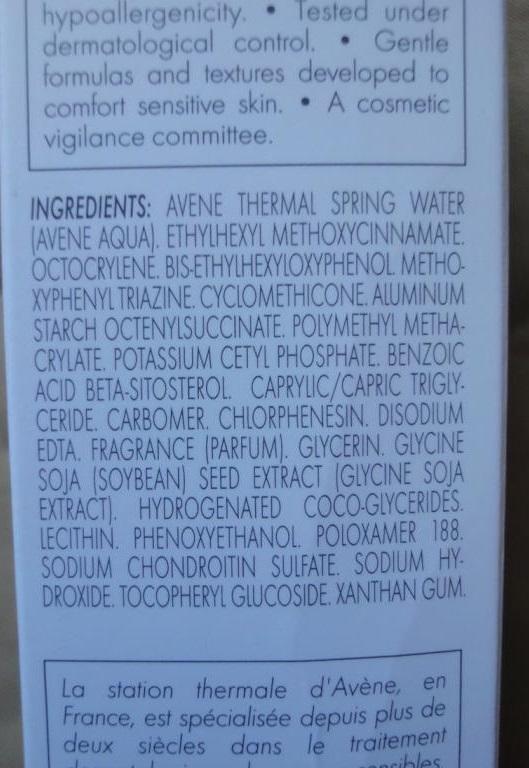 hypoallergenicity. • Tested under
dermatological control. • Gentle
formulas and textures developed to
comfort sensitive skin. • A cosmetic
vigilance committee.
INGREDIENTS: AVENE THERMAL SPRING WATER
(AVENE AQUA). ETHYLHEXYL METHOXYCINNAMATE.
OCTOCRYLENE. BIS-ETHYLHEXYLOXYPHENOL METHO-
XYPHENYL TRIAZINE. CYCLOMETHICONE. ALUMINUM
STARCH OCTENYLSUCCINATE. POLYMETHYL METHA-
CRYLATE. POTASSIUM CETYL PHOSPHATE. BENZOIC
ACID BETA-SITOSTEROL. CAPRYLIC/CAPRIC TRIGLY-
CERIDE. CARBOMER. CHLORPHENESIN. DISODIUM
EDTA. FRAGRANCE (PARFUM). GLYCERIN. GLYCINE
SOJA (SOYBEAN) SEED EXTRACT (GLYCINE SOJA
EXTRACT). HYDROGENATED COCO-GLYCERIDES.
LECITHIN. PHENOXYETHANOL. POLOXAMER 188.
SODIUM CHONDROITIN SULFATE. SODIUM HY-
DROXIDE. TOCOPHERYL GLUCOSIDE. XANTHAN GUM.
La station thermale d'Avène, en
France, est spécialisée depuis plus de
deux siècles dans le traitement